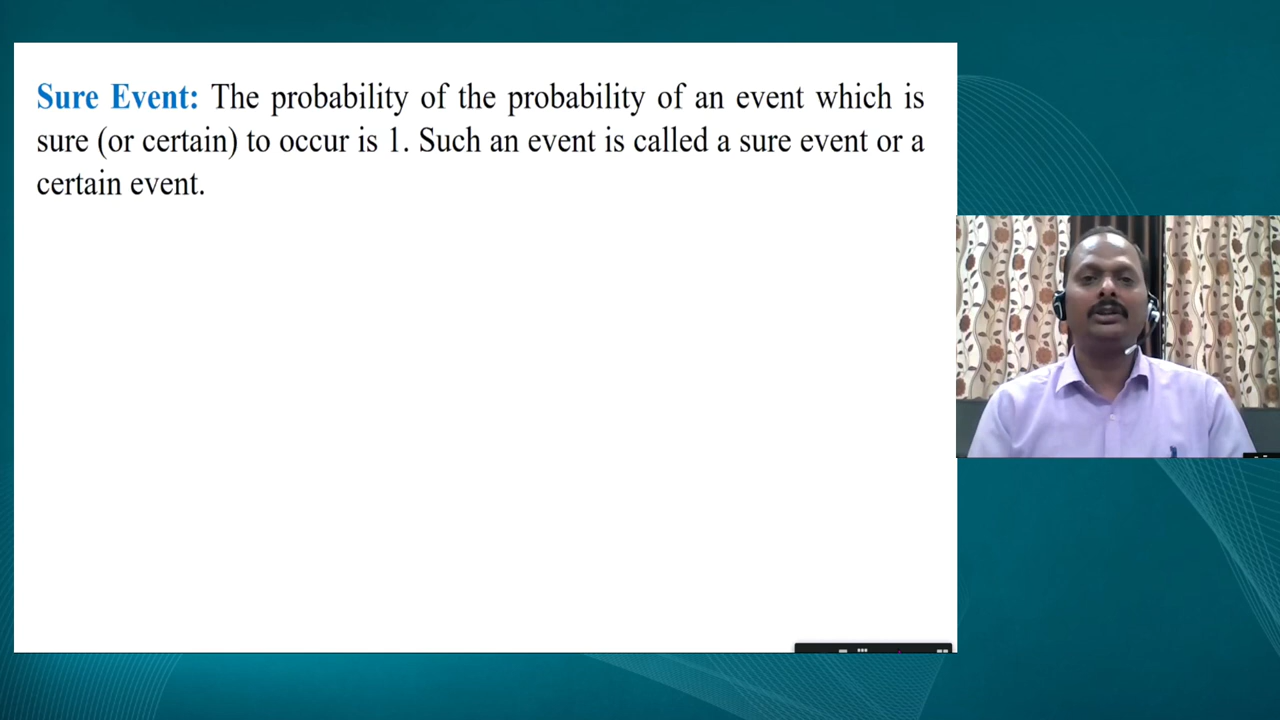 Sure Event: The probability of the probability of an event which is
sure (or certain) to occur is 1. Such an event is called a sure event or a
certain event.